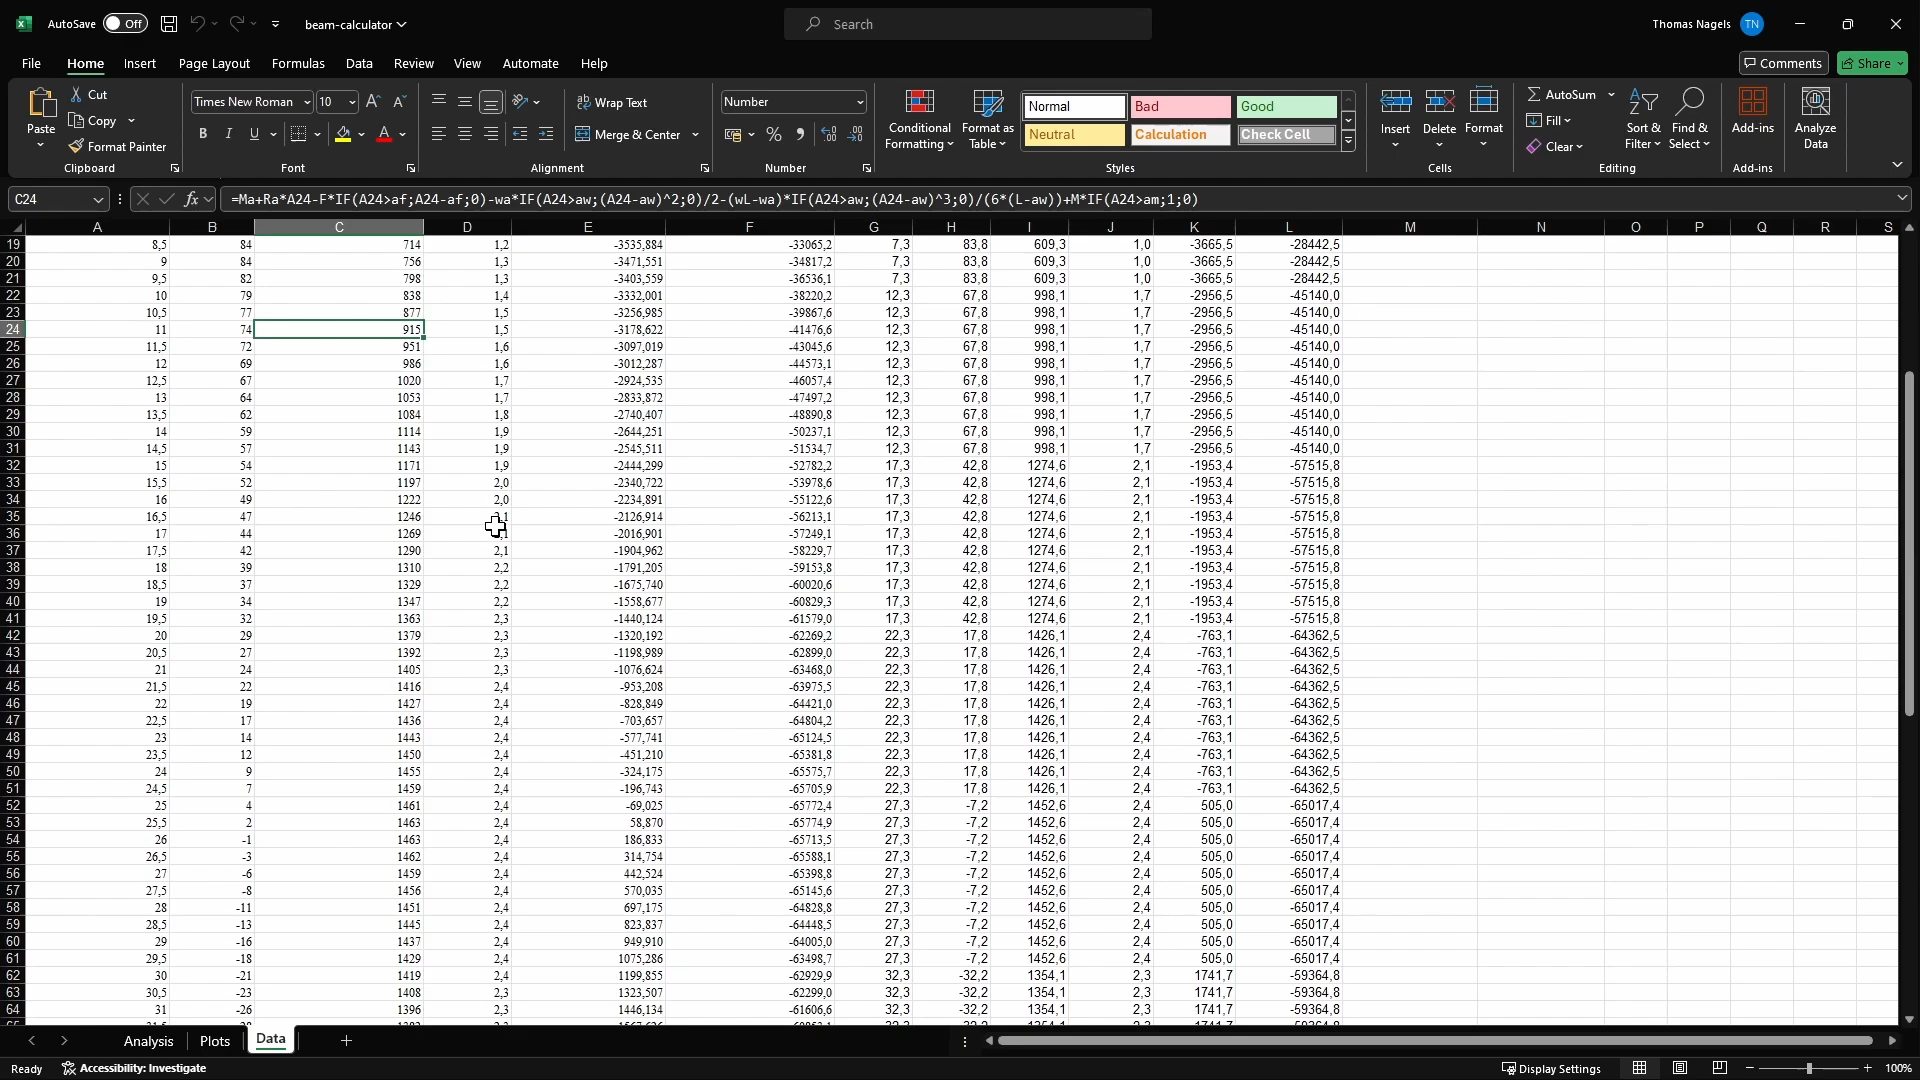 AutoSave Off beam-calculator Search Thomas Nagels TN
File Home Insert Page Layout Formulas Data Review View Automate Help Comments Share
Paste Cut Copy Format Painter Clipboard
Times New Roman 10 B I U A Font
Wrap Text Merge & Center Alignment
Number % Number
Conditional Formatting Format as Table Normal Bad Good Neutral Calculation Check Cell Styles
Insert Delete Format Cells
AutoSum Fill Clear Sort & Filter Find & Select Editing
Add-ins Add-ins Analyze Data
C24 fx =Ma+Ra*A24-F*IF(A24>af;A24-af;0)-wa*IF(A24>aw;(A24-aw)^2;0)/2-(wL-wa)*IF(A24>aw;(A24-aw)^3;0)/(6*(L-aw))+M*IF(A24>am;1;0)
A B C D E F G H I J K L M N O P Q R S
19 8,5 84 714 1,2 -3535,884 -33065,2 7,3 83,8 609,3 1,0 -3665,5 -28442,5
20 9 84 756 1,3 -3471,551 -34817,2 7,3 83,8 609,3 1,0 -3665,5 -28442,5
21 9,5 82 798 1,3 -3403,559 -36536,1 7,3 83,8 609,3 1,0 -3665,5 -28442,5
22 10 79 838 1,4 -3332,001 -38220,2 12,3 67,8 998,1 1,7 -2956,5 -45140,0
23 10,5 77 877 1,5 -3256,985 -39867,6 12,3 67,8 998,1 1,7 -2956,5 -45140,0
24 11 74 915 1,5 -3178,622 -41476,6 12,3 67,8 998,1 1,7 -2956,5 -45140,0
25 11,5 72 951 1,6 -3097,019 -43045,6 12,3 67,8 998,1 1,7 -2956,5 -45140,0
26 12 69 986 1,6 -3012,287 -44573,1 12,3 67,8 998,1 1,7 -2956,5 -45140,0
27 12,5 67 1020 1,7 -2924,535 -46057,4 12,3 67,8 998,1 1,7 -2956,5 -45140,0
28 13 64 1053 1,7 -2833,872 -47497,2 12,3 67,8 998,1 1,7 -2956,5 -45140,0
29 13,5 62 1084 1,8 -2740,407 -48890,8 12,3 67,8 998,1 1,7 -2956,5 -45140,0
30 14 59 1114 1,9 -2644,251 -50237,1 12,3 67,8 998,1 1,7 -2956,5 -45140,0
31 14,5 57 1143 1,9 -2545,511 -51534,7 12,3 67,8 998,1 1,7 -2956,5 -45140,0
32 15 54 1171 1,9 -2444,299 -52782,2 17,3 42,8 1274,6 2,1 -1953,4 -57515,8
33 15,5 52 1197 2,0 -2340,722 -53978,6 17,3 42,8 1274,6 2,1 -1953,4 -57515,8
34 16 49 1222 2,0 -2234,891 -55122,6 17,3 42,8 1274,6 2,1 -1953,4 -57515,8
35 16,5 47 1246 -2126,914 -56213,1 17,3 42,8 1274,6 2,1 -1953,4 -57515,8
36 17 44 1269 -2016,901 -57249,1 17,3 42,8 1274,6 2,1 -1953,4 -57515,8
37 17,5 42 1290 2,1 -1904,962 -58229,7 17,3 42,8 1274,6 2,1 -1953,4 -57515,8
38 18 39 1310 2,2 -1791,205 -59153,8 17,3 42,8 1274,6 2,1 -1953,4 -57515,8
39 18,5 37 1329 2,2 -1675,740 -60020,6 17,3 42,8 1274,6 2,1 -1953,4 -57515,8
40 19 34 1347 2,2 -1558,677 -60829,3 17,3 42,8 1274,6 2,1 -1953,4 -57515,8
41 19,5 32 1363 2,3 -1440,124 -61579,0 17,3 42,8 1274,6 2,1 -1953,4 -57515,8
42 20 29 1379 2,3 -1320,192 -62269,2 22,3 17,8 1426,1 2,4 -763,1 -64362,5
43 20,5 27 1392 2,3 -1198,989 -62899,0 22,3 17,8 1426,1 2,4 -763,1 -64362,5
44 21 24 1405 2,3 -1076,624 -63468,0 22,3 17,8 1426,1 2,4 -763,1 -64362,5
45 21,5 22 1416 2,4 -953,208 -63975,5 22,3 17,8 1426,1 2,4 -763,1 -64362,5
46 22 19 1427 2,4 -828,849 -64421,0 22,3 17,8 1426,1 2,4 -763,1 -64362,5
47 22,5 17 1436 2,4 -703,657 -64804,2 22,3 17,8 1426,1 2,4 -763,1 -64362,5
48 23 14 1443 2,4 -577,741 -65124,5 22,3 17,8 1426,1 2,4 -763,1 -64362,5
49 23,5 12 1450 2,4 -451,210 -65381,8 22,3 17,8 1426,1 2,4 -763,1 -64362,5
50 24 9 1455 2,4 -324,175 -65575,7 22,3 17,8 1426,1 2,4 -763,1 -64362,5
51 24,5 7 1459 2,4 -196,743 -65705,9 22,3 17,8 1426,1 2,4 -763,1 -64362,5
52 25 4 1461 2,4 -69,025 -65772,4 27,3 -7,2 1452,6 2,4 505,0 -65017,4
53 25,5 2 1463 2,4 58,870 -65774,9 27,3 -7,2 1452,6 2,4 505,0 -65017,4
54 26 -1 1463 2,4 186,833 -65713,5 27,3 -7,2 1452,6 2,4 505,0 -65017,4
55 26,5 -3 1462 2,4 314,754 -65588,1 27,3 -7,2 1452,6 2,4 505,0 -65017,4
56 27 -6 1459 2,4 442,524 -65398,8 27,3 -7,2 1452,6 2,4 505,0 -65017,4
57 27,5 -8 1456 2,4 570,035 -65145,6 27,3 -7,2 1452,6 2,4 505,0 -65017,4
58 28 -11 1451 2,4 697,175 -64828,8 27,3 -7,2 1452,6 2,4 505,0 -65017,4
59 28,5 -13 1445 2,4 823,837 -64448,5 27,3 -7,2 1452,6 2,4 505,0 -65017,4
60 29 -16 1437 2,4 949,910 -64005,0 27,3 -7,2 1452,6 2,4 505,0 -65017,4
61 29,5 -18 1429 2,4 1075,286 -63498,7 27,3 -7,2 1452,6 2,4 505,0 -65017,4
62 30 -21 1419 2,4 1199,855 -62929,9 32,3 -32,2 1354,1 2,3 1741,7 -59364,8
63 30,5 -23 1408 2,3 1323,507 -62299,0 32,3 -32,2 1354,1 2,3 1741,7 -59364,8
64 31 -26 1396 2,3 1446,134 -61606,6 32,3 -32,2 1354,1 2,3 1741,7 -59364,8
Analysis Plots Data
Ready Accessibility: Investigate Display Settings 100%